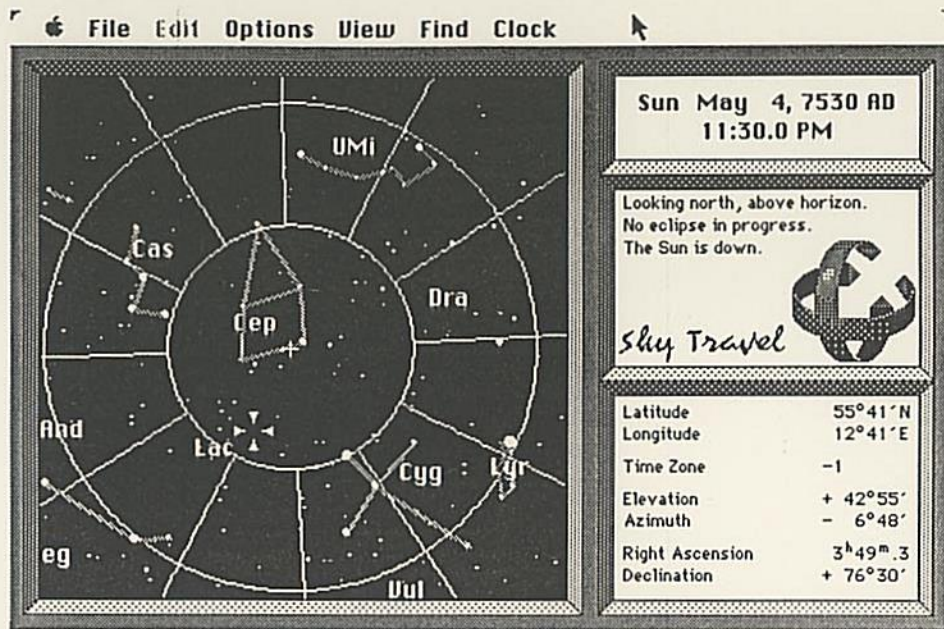 File Edit Options View Find Clock
UMi
Cas
Dra
Cep
And
Lac
Cyg
Lyr
eg
Vul
Sun May 4, 7530 AD
11:30.0 PM
Looking north, above horizon.
No eclipse in progress.
The Sun is down.
Sky Travel
Latitude 55°41´N
Longitude 12°41´E
Time Zone -1
Elevation + 42°55´
Azimuth - 6°48´
Right Ascension 3ʰ49ᵐ.3
Declination + 76°30´